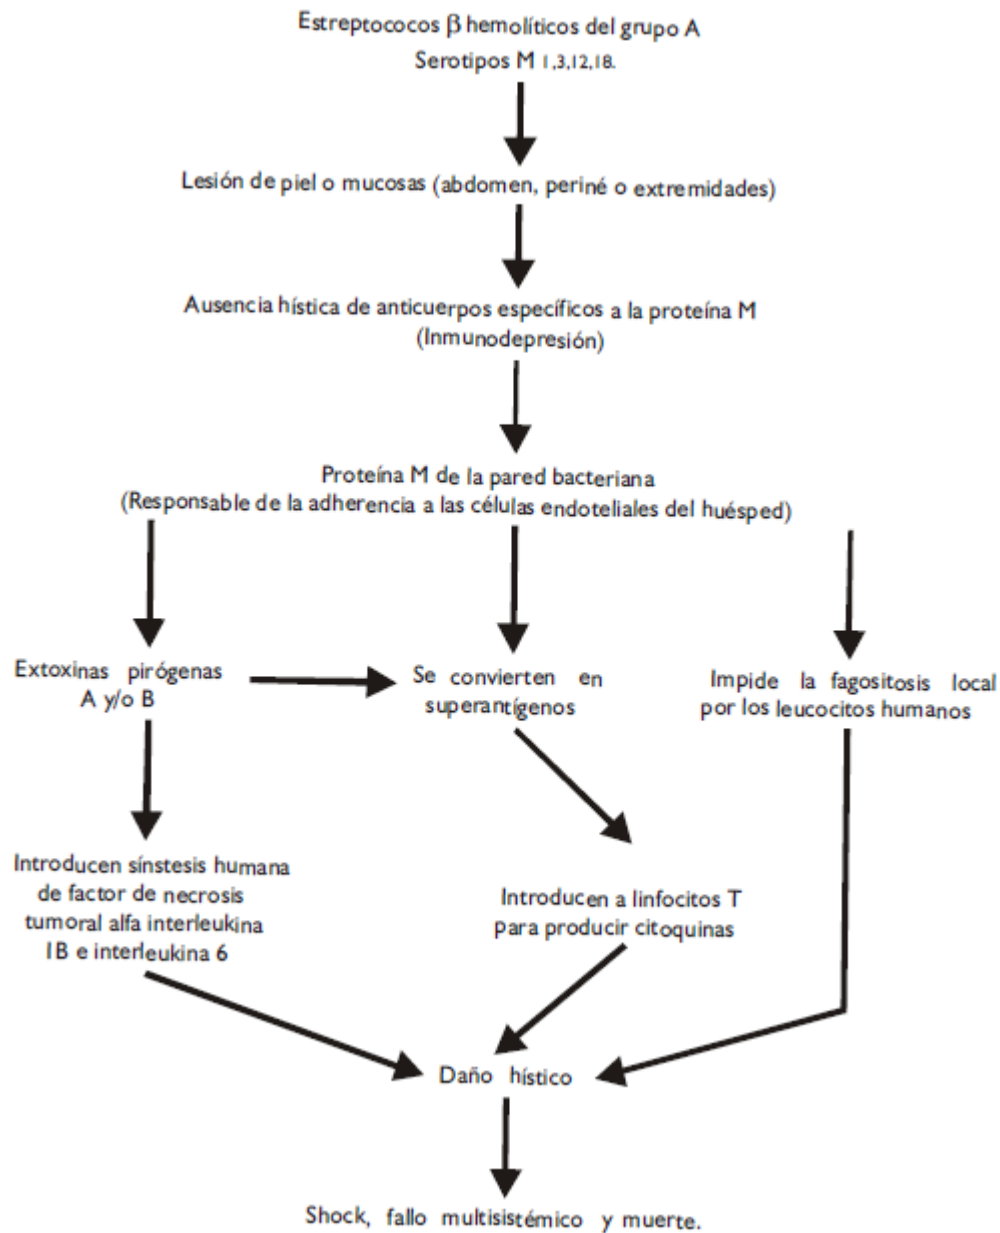 Estreptococos β hemolíticos del grupo A
Serotipos M 1,3,12,18.
Lesión de piel o mucosas (abdomen, periné o extremidades)
Ausencia hística de anticuerpos específicos a la proteína M
(Inmunodepresión)
Proteína M de la pared bacteriana
(Responsable de la adherencia a las células endoteliales del huésped)
Extoxinas pirógenas
A y/o B
Se convierten en
superantígenos
Impide la fagositosis local
por los leucocitos humanos
Introducen sínstesis humana
de factor de necrosis
tumoral alfa interleukina
IB e interleukina 6
Introducen a linfocitos T
para producir citoquinas
Daño hístico
Shock, fallo multisistémico y muerte.